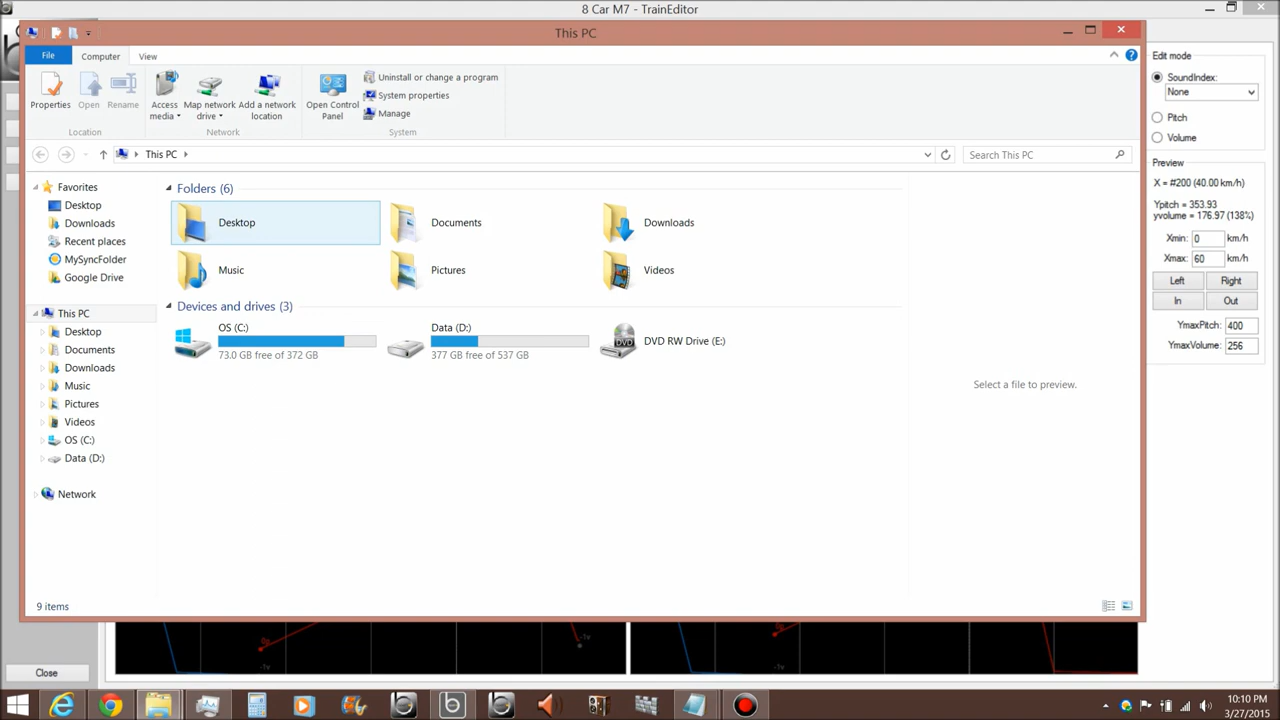 8 Car M7 - TrainEditor
This PC
File Computer View
Properties Open Rename Access media Map network drive Add a network location Open Control Panel Uninstall or change a program
System properties
Manage
Location Network System
This PC
Search This PC
Favorites
Desktop
Downloads
Recent places
MySyncFolder
Google Drive
This PC
Desktop
Documents
Downloads
Music
Pictures
Videos
OS (C:)
Data (D:)
Network
Folders (6)
Desktop Documents Downloads
Music Pictures Videos
Devices and drives (3)
OS (C:)
73.0 GB free of 372 GB
Data (D:)
377 GB free of 537 GB
DVD RW Drive (E:)
DVD
Select a file to preview.
9 items
Edit mode
SoundIndex:
None
Pitch
Volume
Preview
X = #200 (40.00 km/h)
Ypitch = 353.93
yvolume = 176.97 (138%)
Xmin: 0 km/h
Xmax: 60 km/h
Left Right
In Out
YmaxPitch: 400
YmaxVolume: 256
Close
10:10 PM
3/27/2015